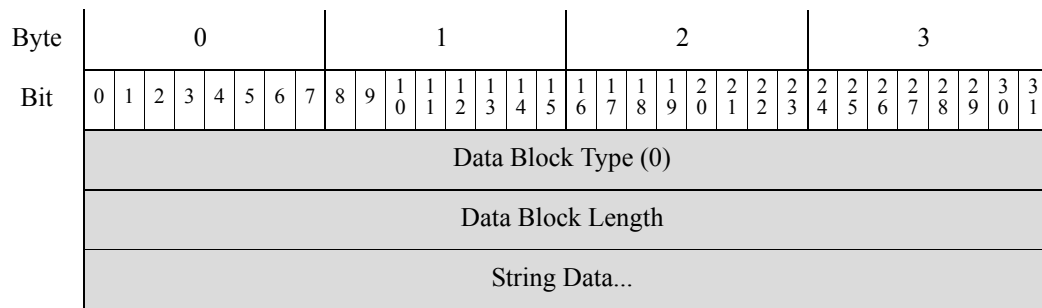 Byte 0 1 2 3
Bit 0 1 2 3 4 5 6 7 8 9 10 11 12 13 14 15 16 17 18 19 20 21 22 23 24 25 26 27 28 29 30 31
Data Block Type (0)
Data Block Length
String Data...